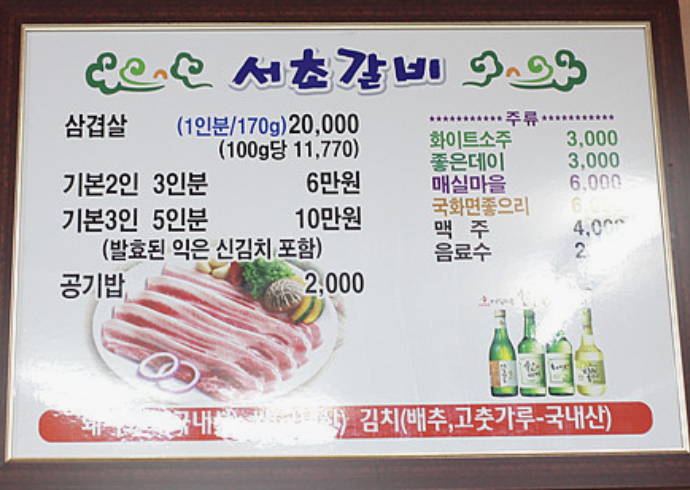 서초갈비
삼겹살 (1인분/170g) 20,000
(100g당 11,770)
기본2인 3인분 6만원
기본3인 5인분 10만원
(발효된 익은 신김치 포함)
공기밥 2,000
*********** 주류 ***********
화이트소주 3,000
좋은데이 3,000
매실마을 6,000
국화면좋으리
맥 주 4,000
음료수
김치(배추,고춧가루-국내산)